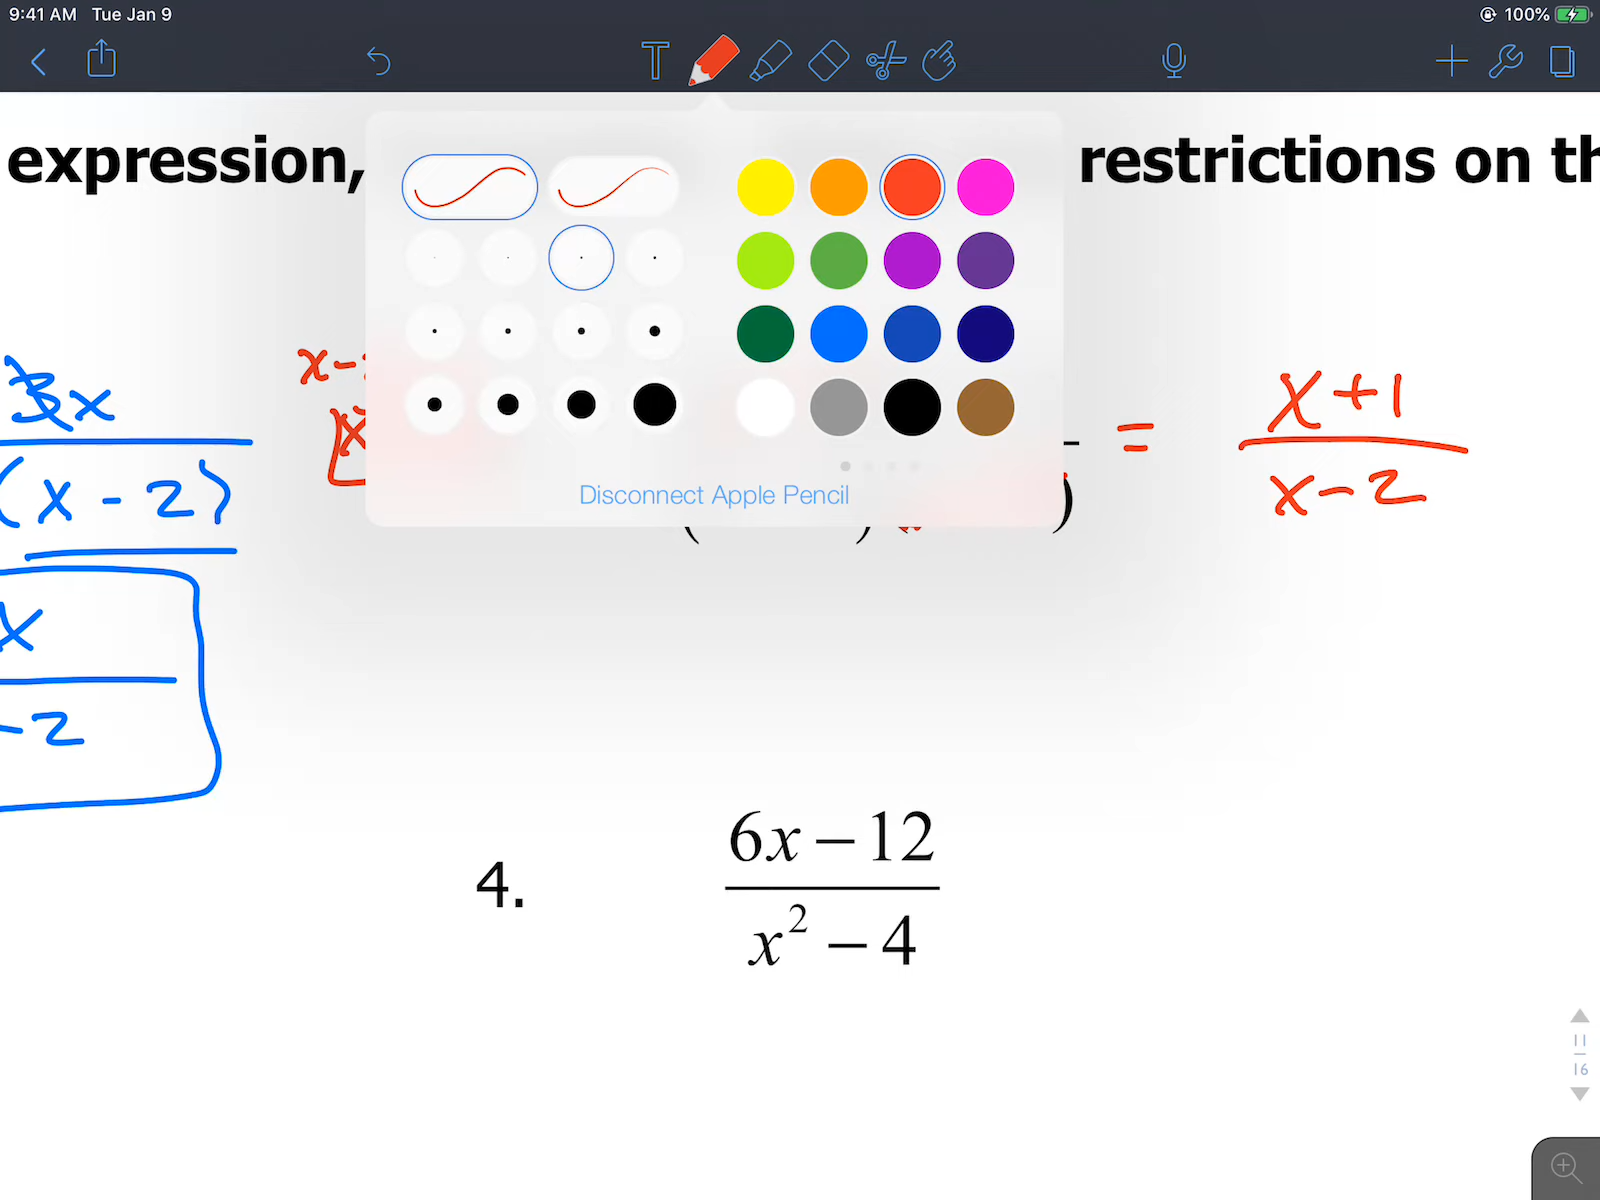 9:41 AM Tue Jan 9 100%
T
expression, restrictions on th
3x
(x - 2)
x
-2
x-
x
= x+1
x-2
Disconnect Apple Pencil
( ) )
4. 6x – 12
x² – 4
11
16